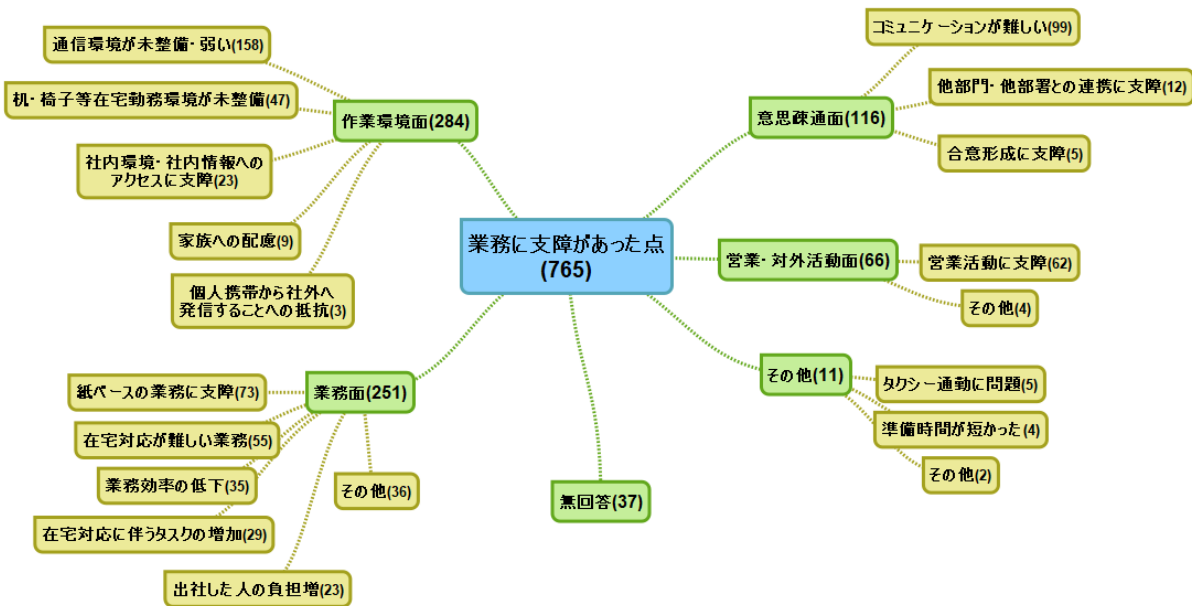 業務に支障があった点
(765)
作業環境面(284)
通信環境が未整備・弱い(158)
机・椅子等在宅勤務環境が未整備(47)
社内環境・社内情報への
アクセスに支障(23)
家族への配慮(9)
個人携帯から社外へ
発信することへの抵抗(3)
業務面(251)
紙ベースの業務に支障(73)
在宅対応が難しい業務(55)
業務効率の低下(35)
在宅対応に伴うタスクの増加(29)
出社した人の負担増(23)
その他(36)
無回答(37)
意思疎通面(116)
コミュニケーションが難しい(99)
他部門・他部署との連携に支障(12)
合意形成に支障(5)
営業・対外活動面(66)
営業活動に支障(62)
その他(4)
その他(11)
タクシー通勤に問題(5)
準備時間が短かった(4)
その他(2)